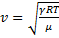 v = √(γRT/μ)